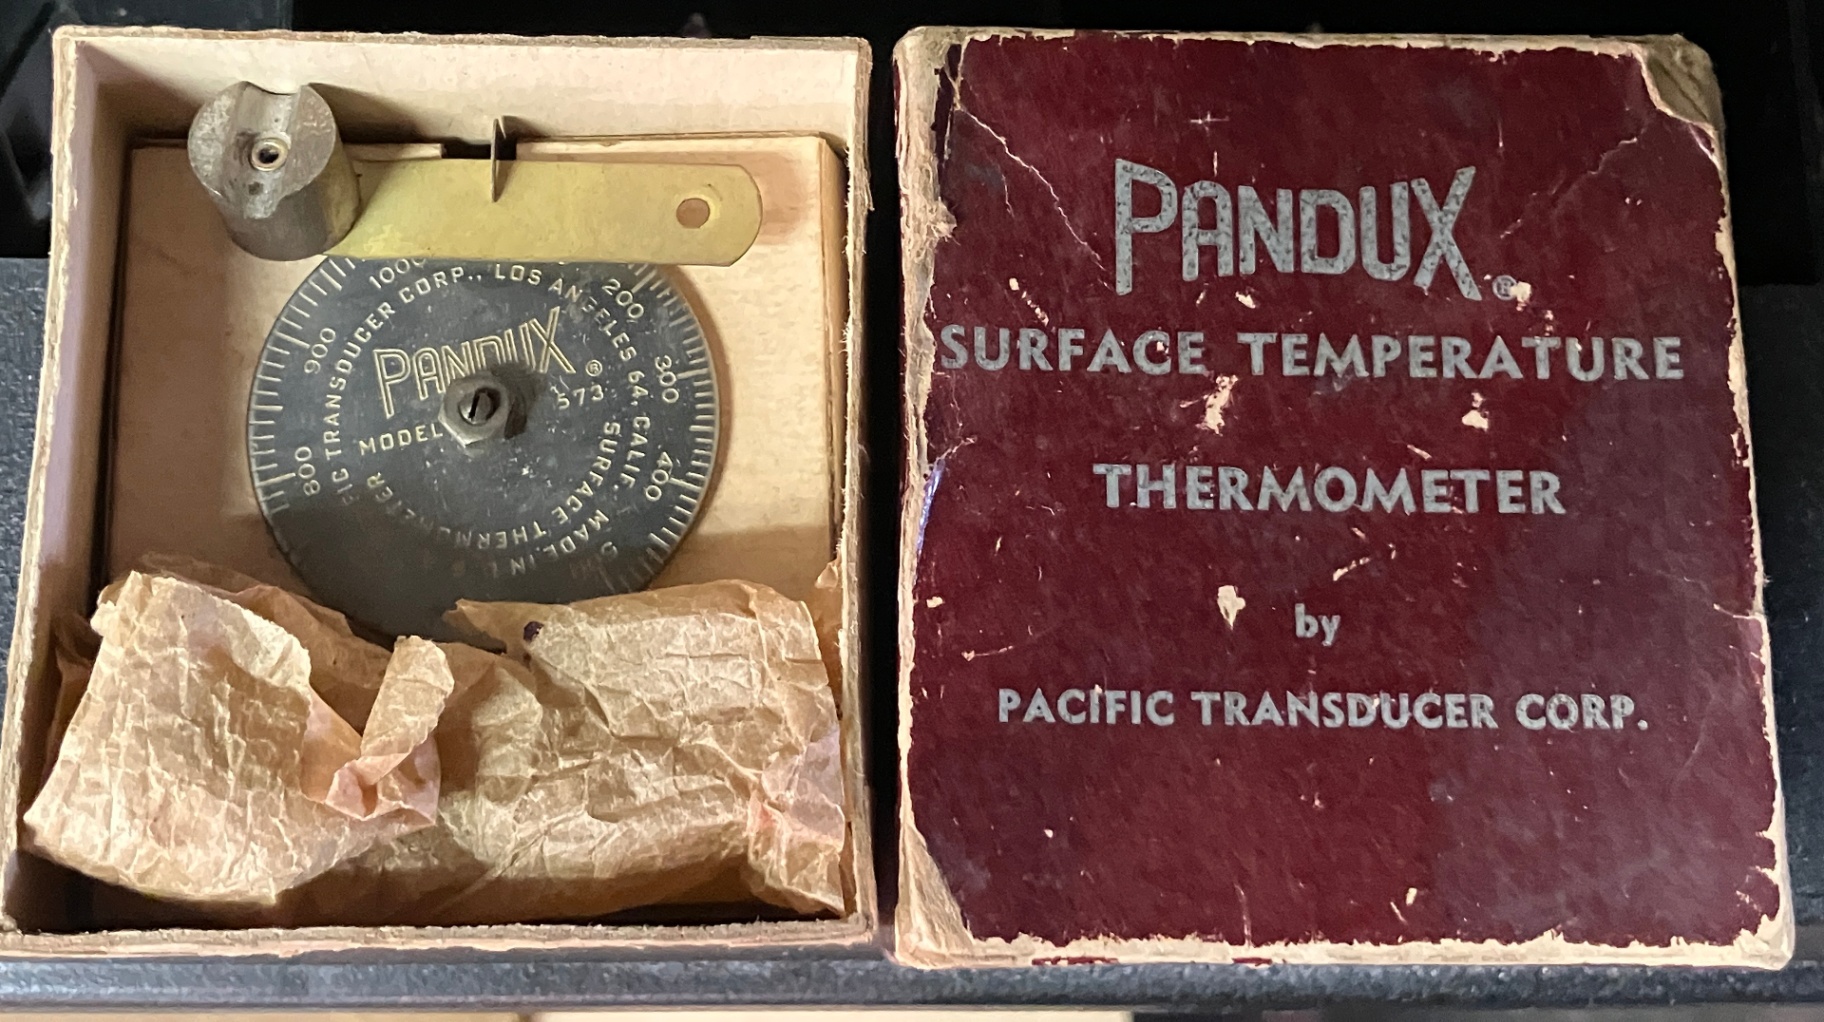 1000
200
300
400
800
900
PACIFIC TRANSDUCER CORP., LOS ANGELES 64, CALIF. MADE IN U.S.A.
SURFACE THERMOMETER
PANDUX®
573
MODEL
PANDUX®
SURFACE TEMPERATURE
THERMOMETER
by
PACIFIC TRANSDUCER CORP.